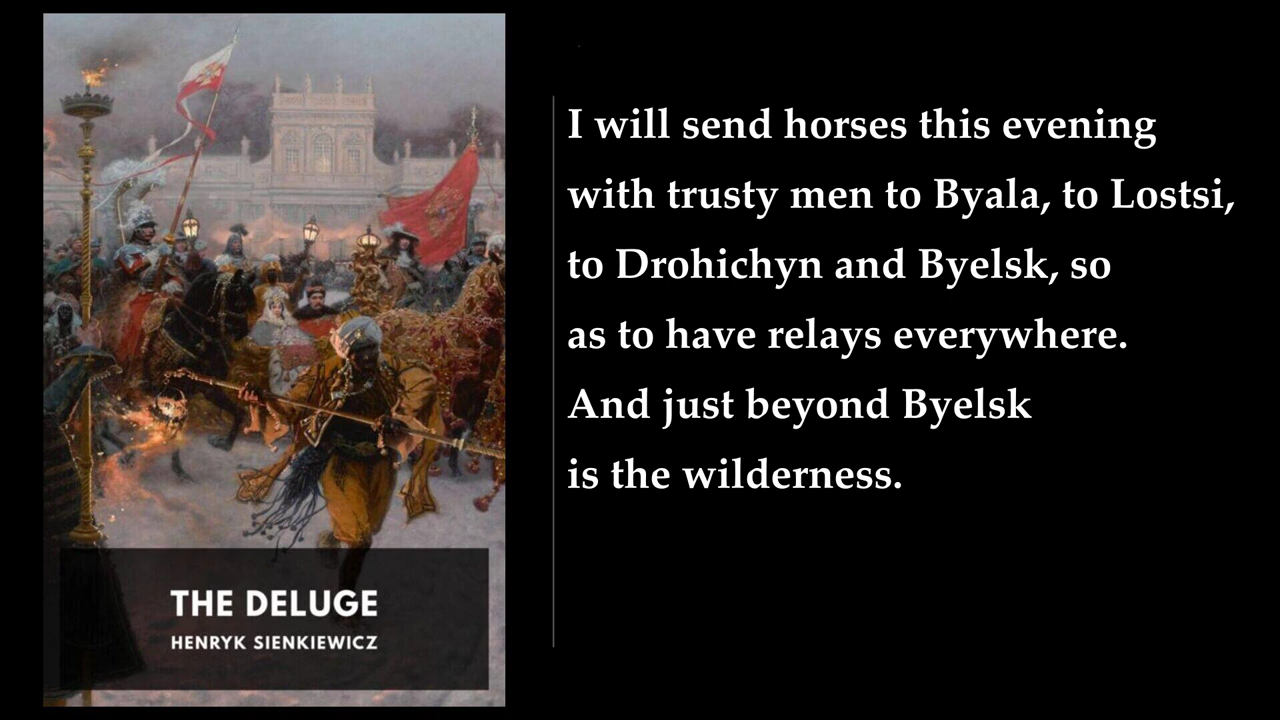 THE DELUGE
HENRYK SIENKIEWICZ
I will send horses this evening
with trusty men to Byala, to Lostsi,
to Drohichyn and Byelsk, so
as to have relays everywhere.
And just beyond Byelsk
is the wilderness.